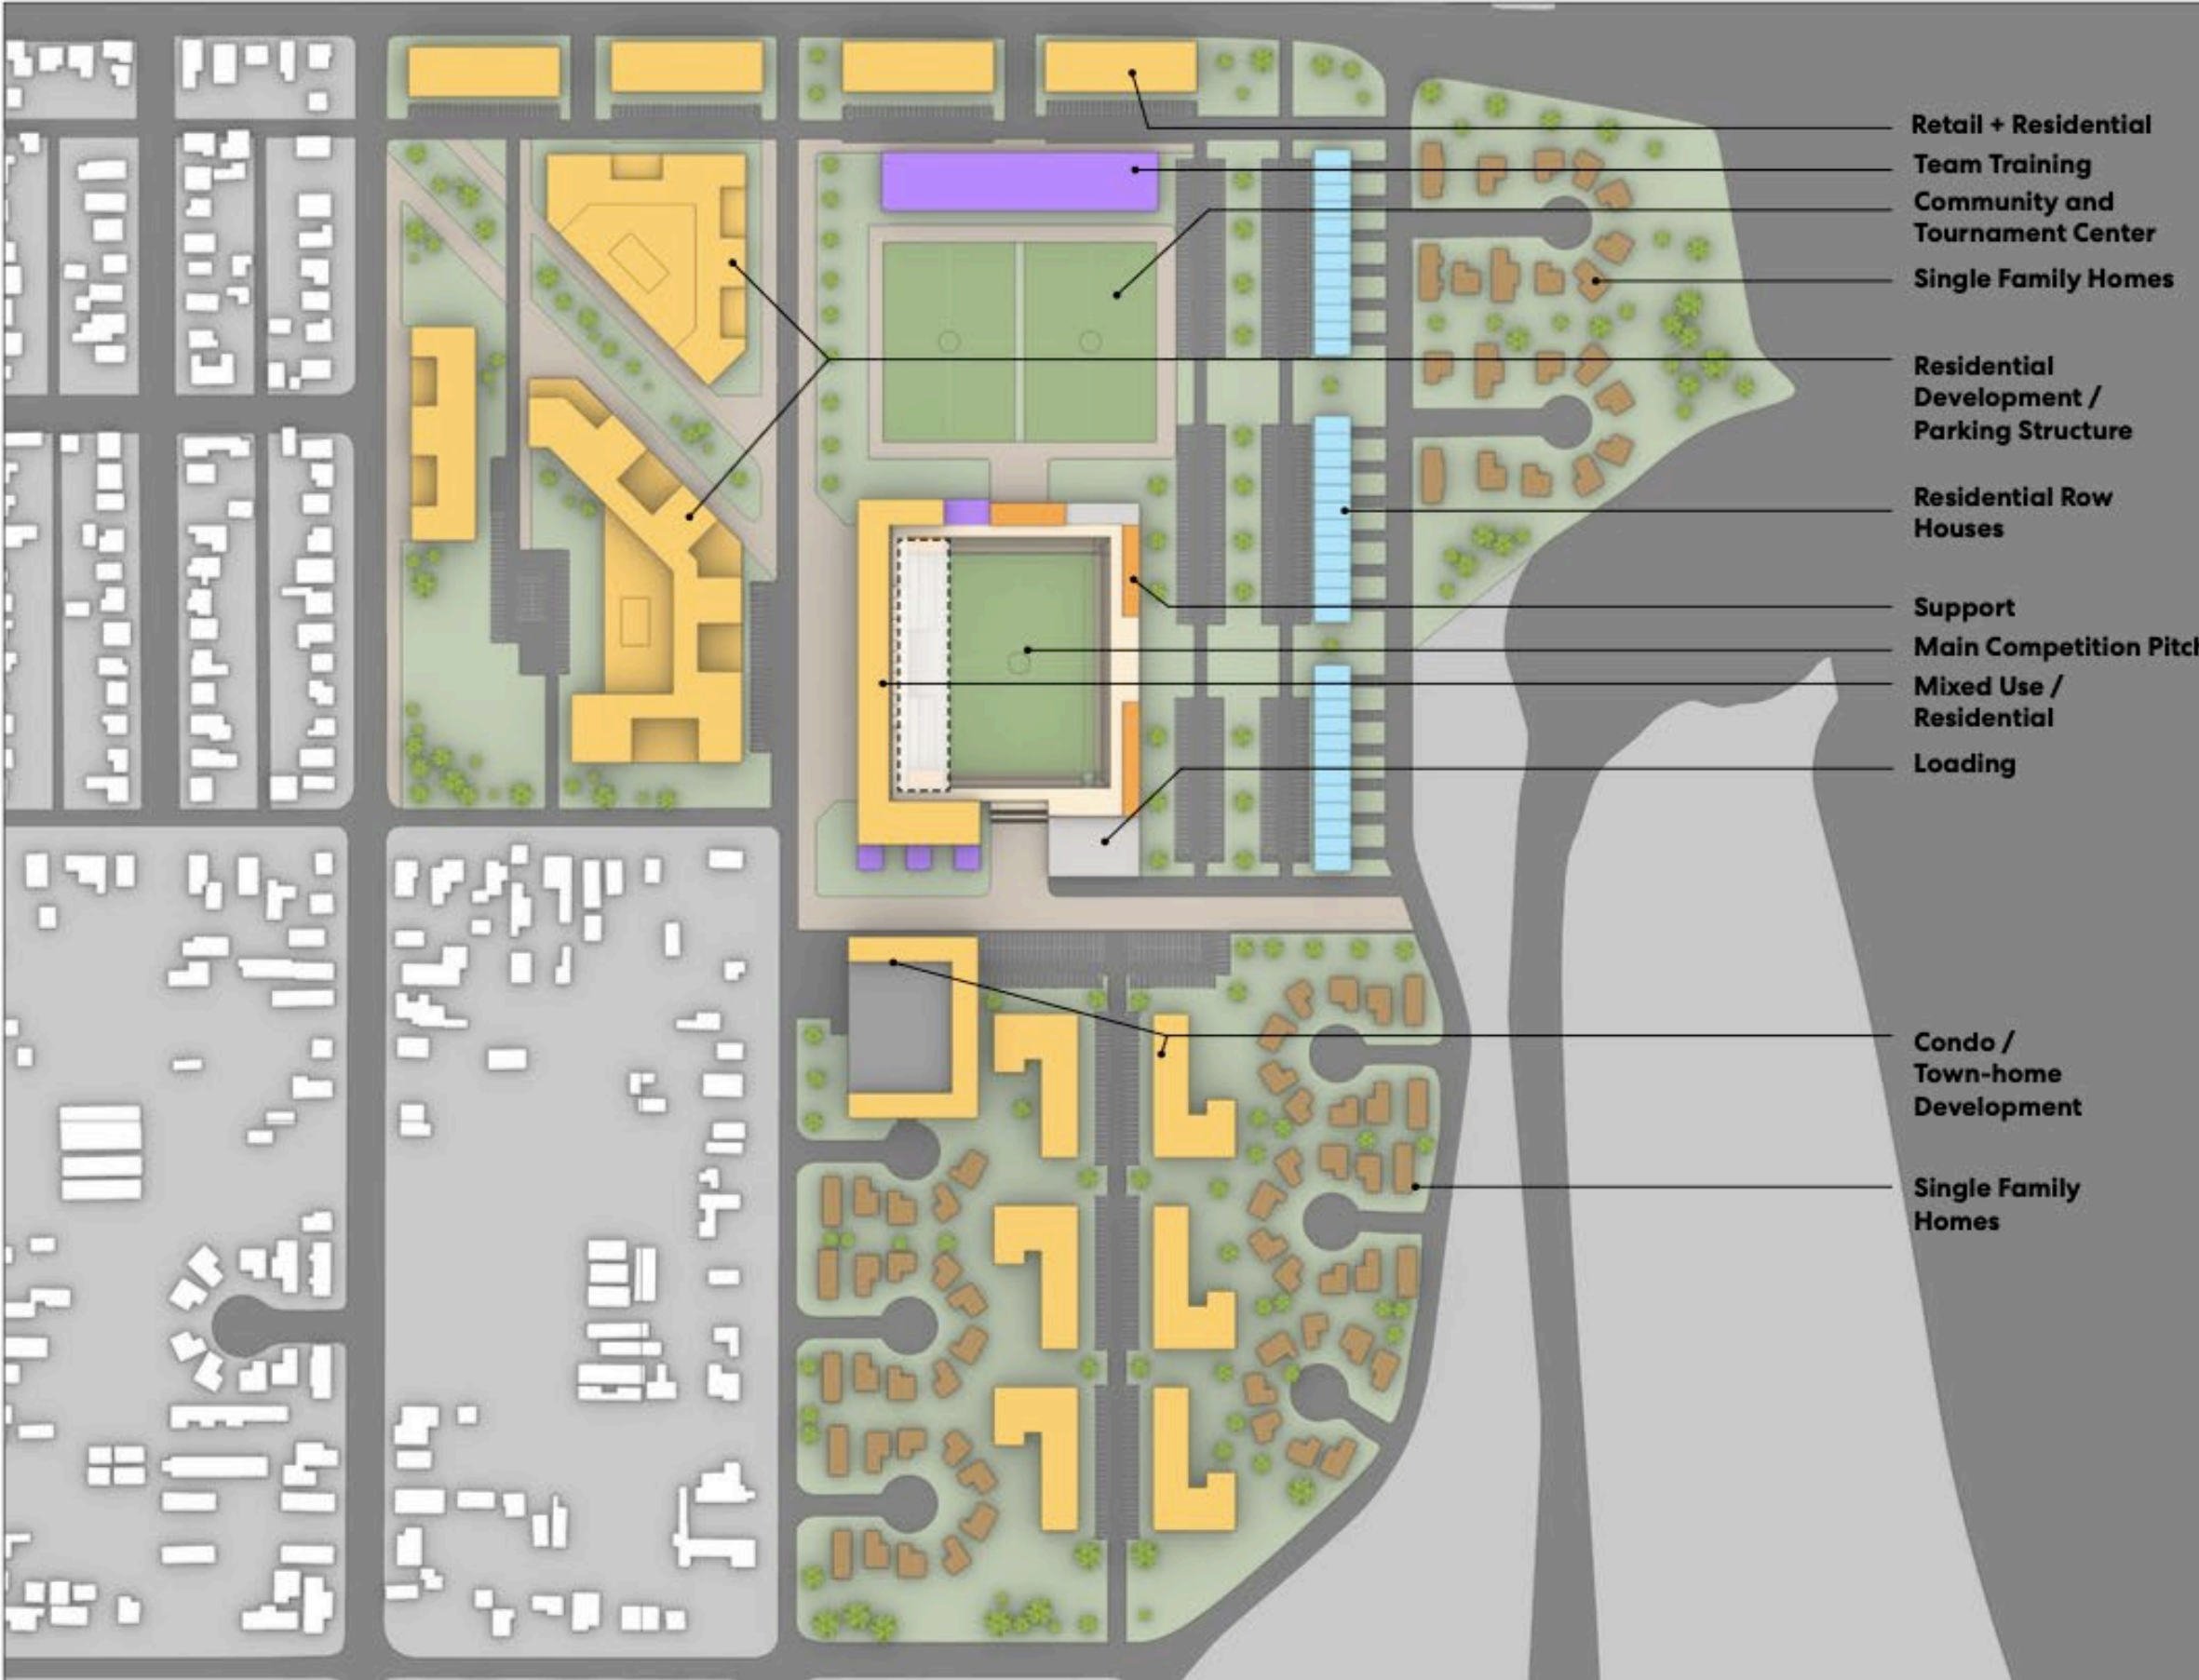 Retail + Residential
Team Training
Community and
Tournament Center
Single Family Homes
Residential
Development /
Parking Structure
Residential Row
Houses
Support
Main Competition Pitch
Mixed Use /
Residential
Loading
Condo /
Town-home
Development
Single Family
Homes